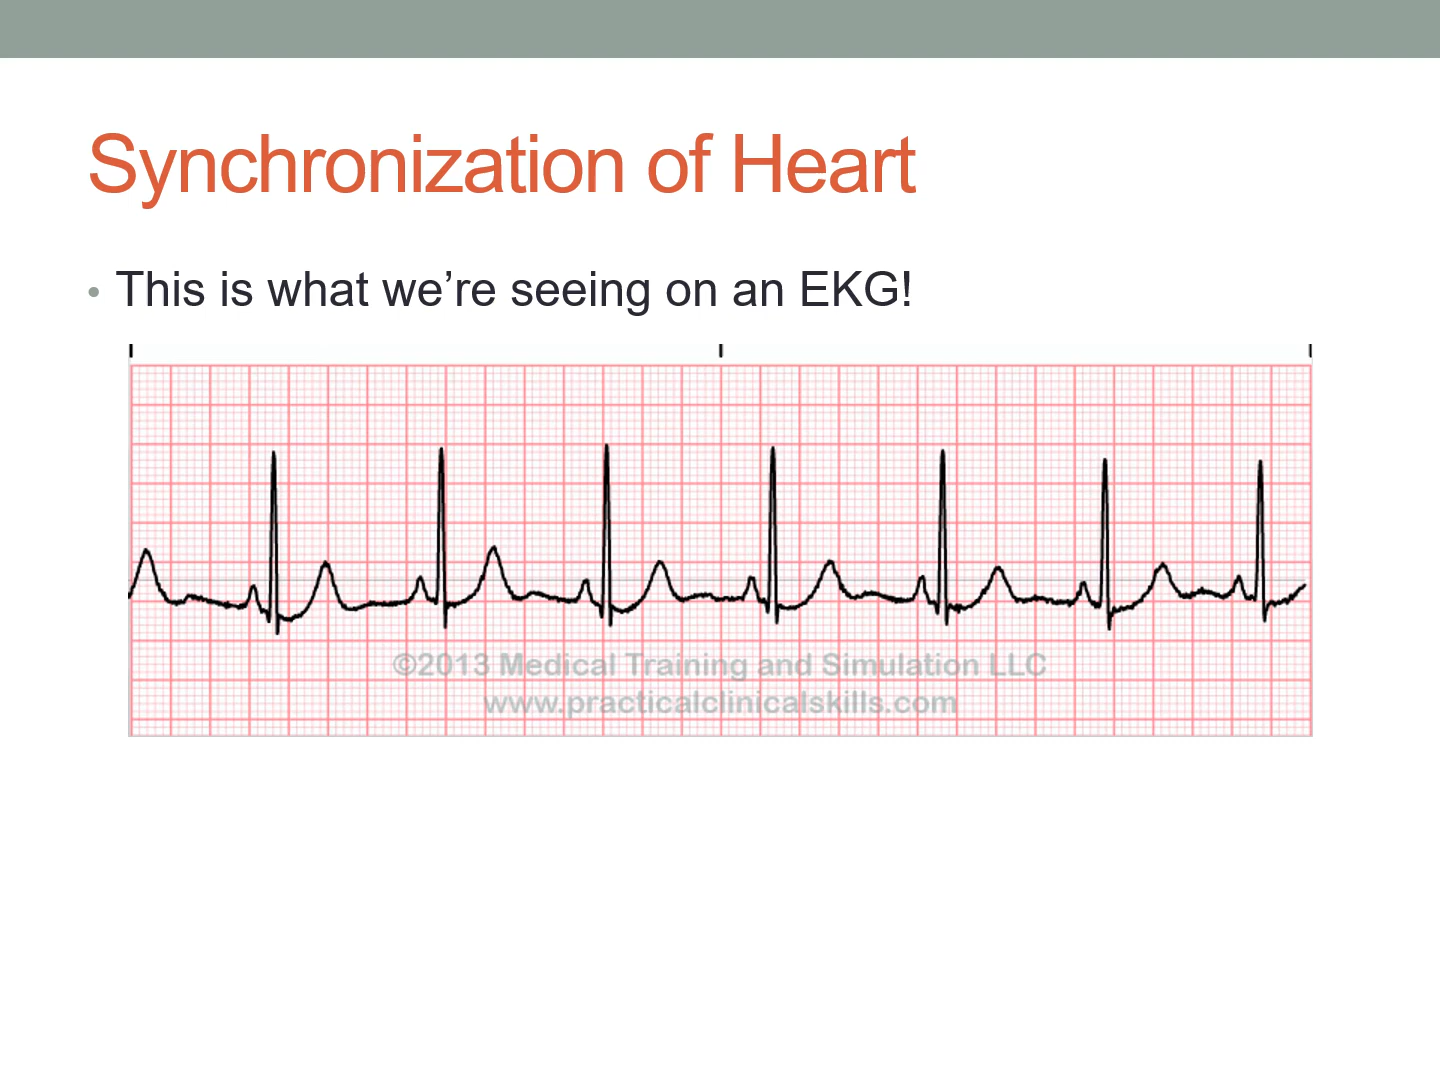 Synchronization of Heart
• This is what we’re seeing on an EKG!
©2013 Medical Training and Simulation LLC
www.practicalclinicalskills.com